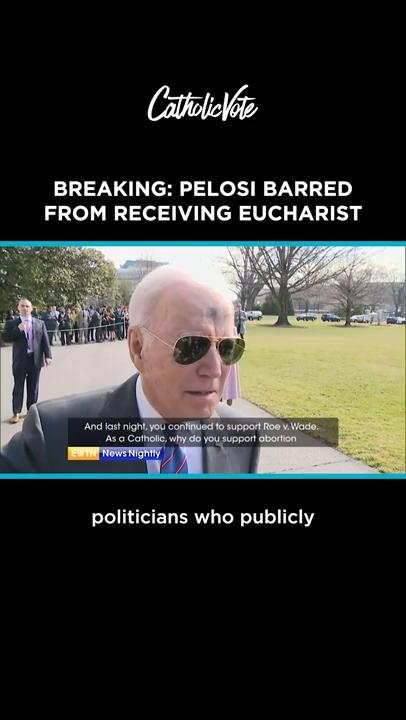 CatholicVote
BREAKING: PELOSI BARRED
FROM RECEIVING EUCHARIST
And last night, you continued to support Roe v. Wade.
As a Catholic, why do you support abortion
EWTN News Nightly
politicians who publicly